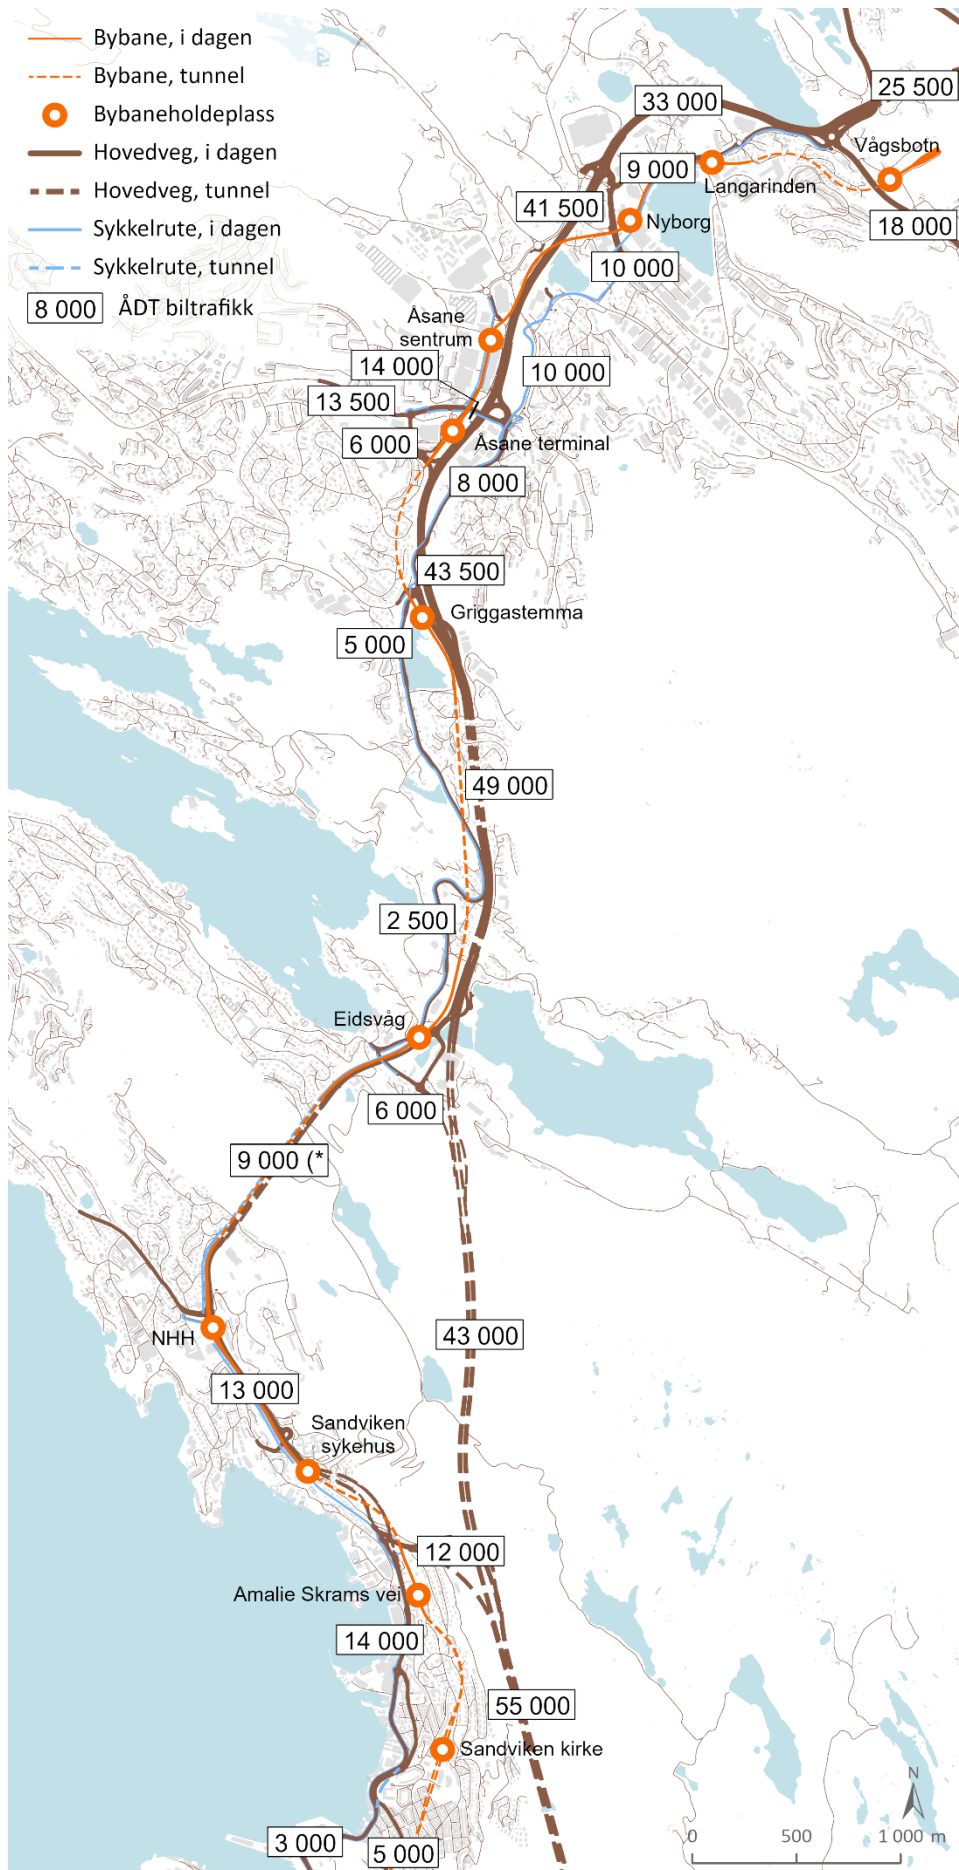 Bybane, i dagen
Bybane, tunnel
Bybaneholdeplass
Hovedveg, i dagen
Hovedveg, tunnel
Sykkelrute, i dagen
Sykkelrute, tunnel
8 000 ÅDT biltrafikk
25 500
33 000
Vågsbotn
9 000
Langarinden
41 500
Nyborg
18 000
10 000
Åsane
sentrum
14 000
10 000
13 500
6 000
Åsane terminal
8 000
43 500
Griggastemma
5 000
49 000
2 500
Eidsvåg
6 000
9 000 (*
NHH
43 000
13 000
Sandviken
sykehus
12 000
Amalie Skrams vei
14 000
55 000
Sandviken kirke
N
3 000
5 000
0 500 1 000 m